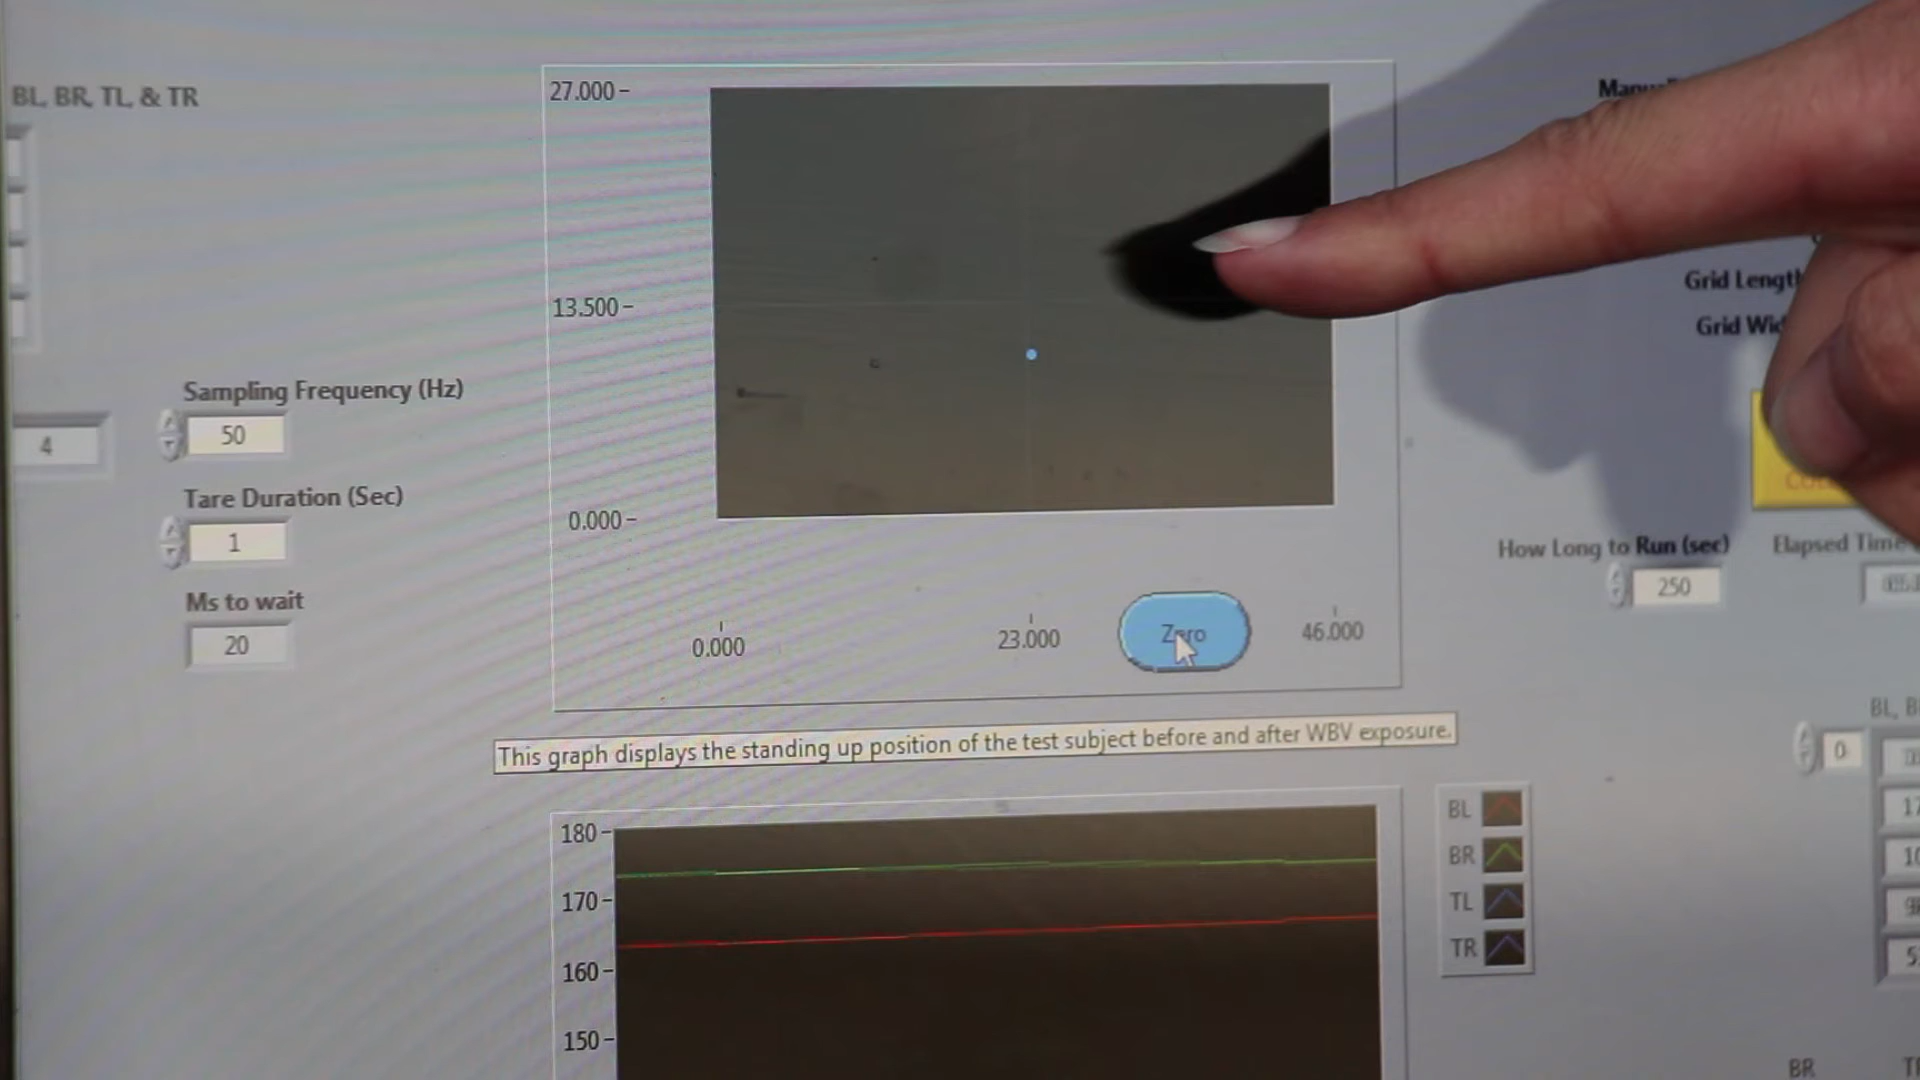 BL, BR, TL, & TR
27.000
13.500
0.000
0.000
23.000
46.000
Zero
Sampling Frequency (Hz)
4
50
Tare Duration (Sec)
1
Ms to wait
20
Grid Length
How Long to Run (sec)
250
Elapsed Time
This graph displays the standing up position of the test subject before and after WBV exposure.
0
180
170
160
150
BL
BR
TL
TR
BR